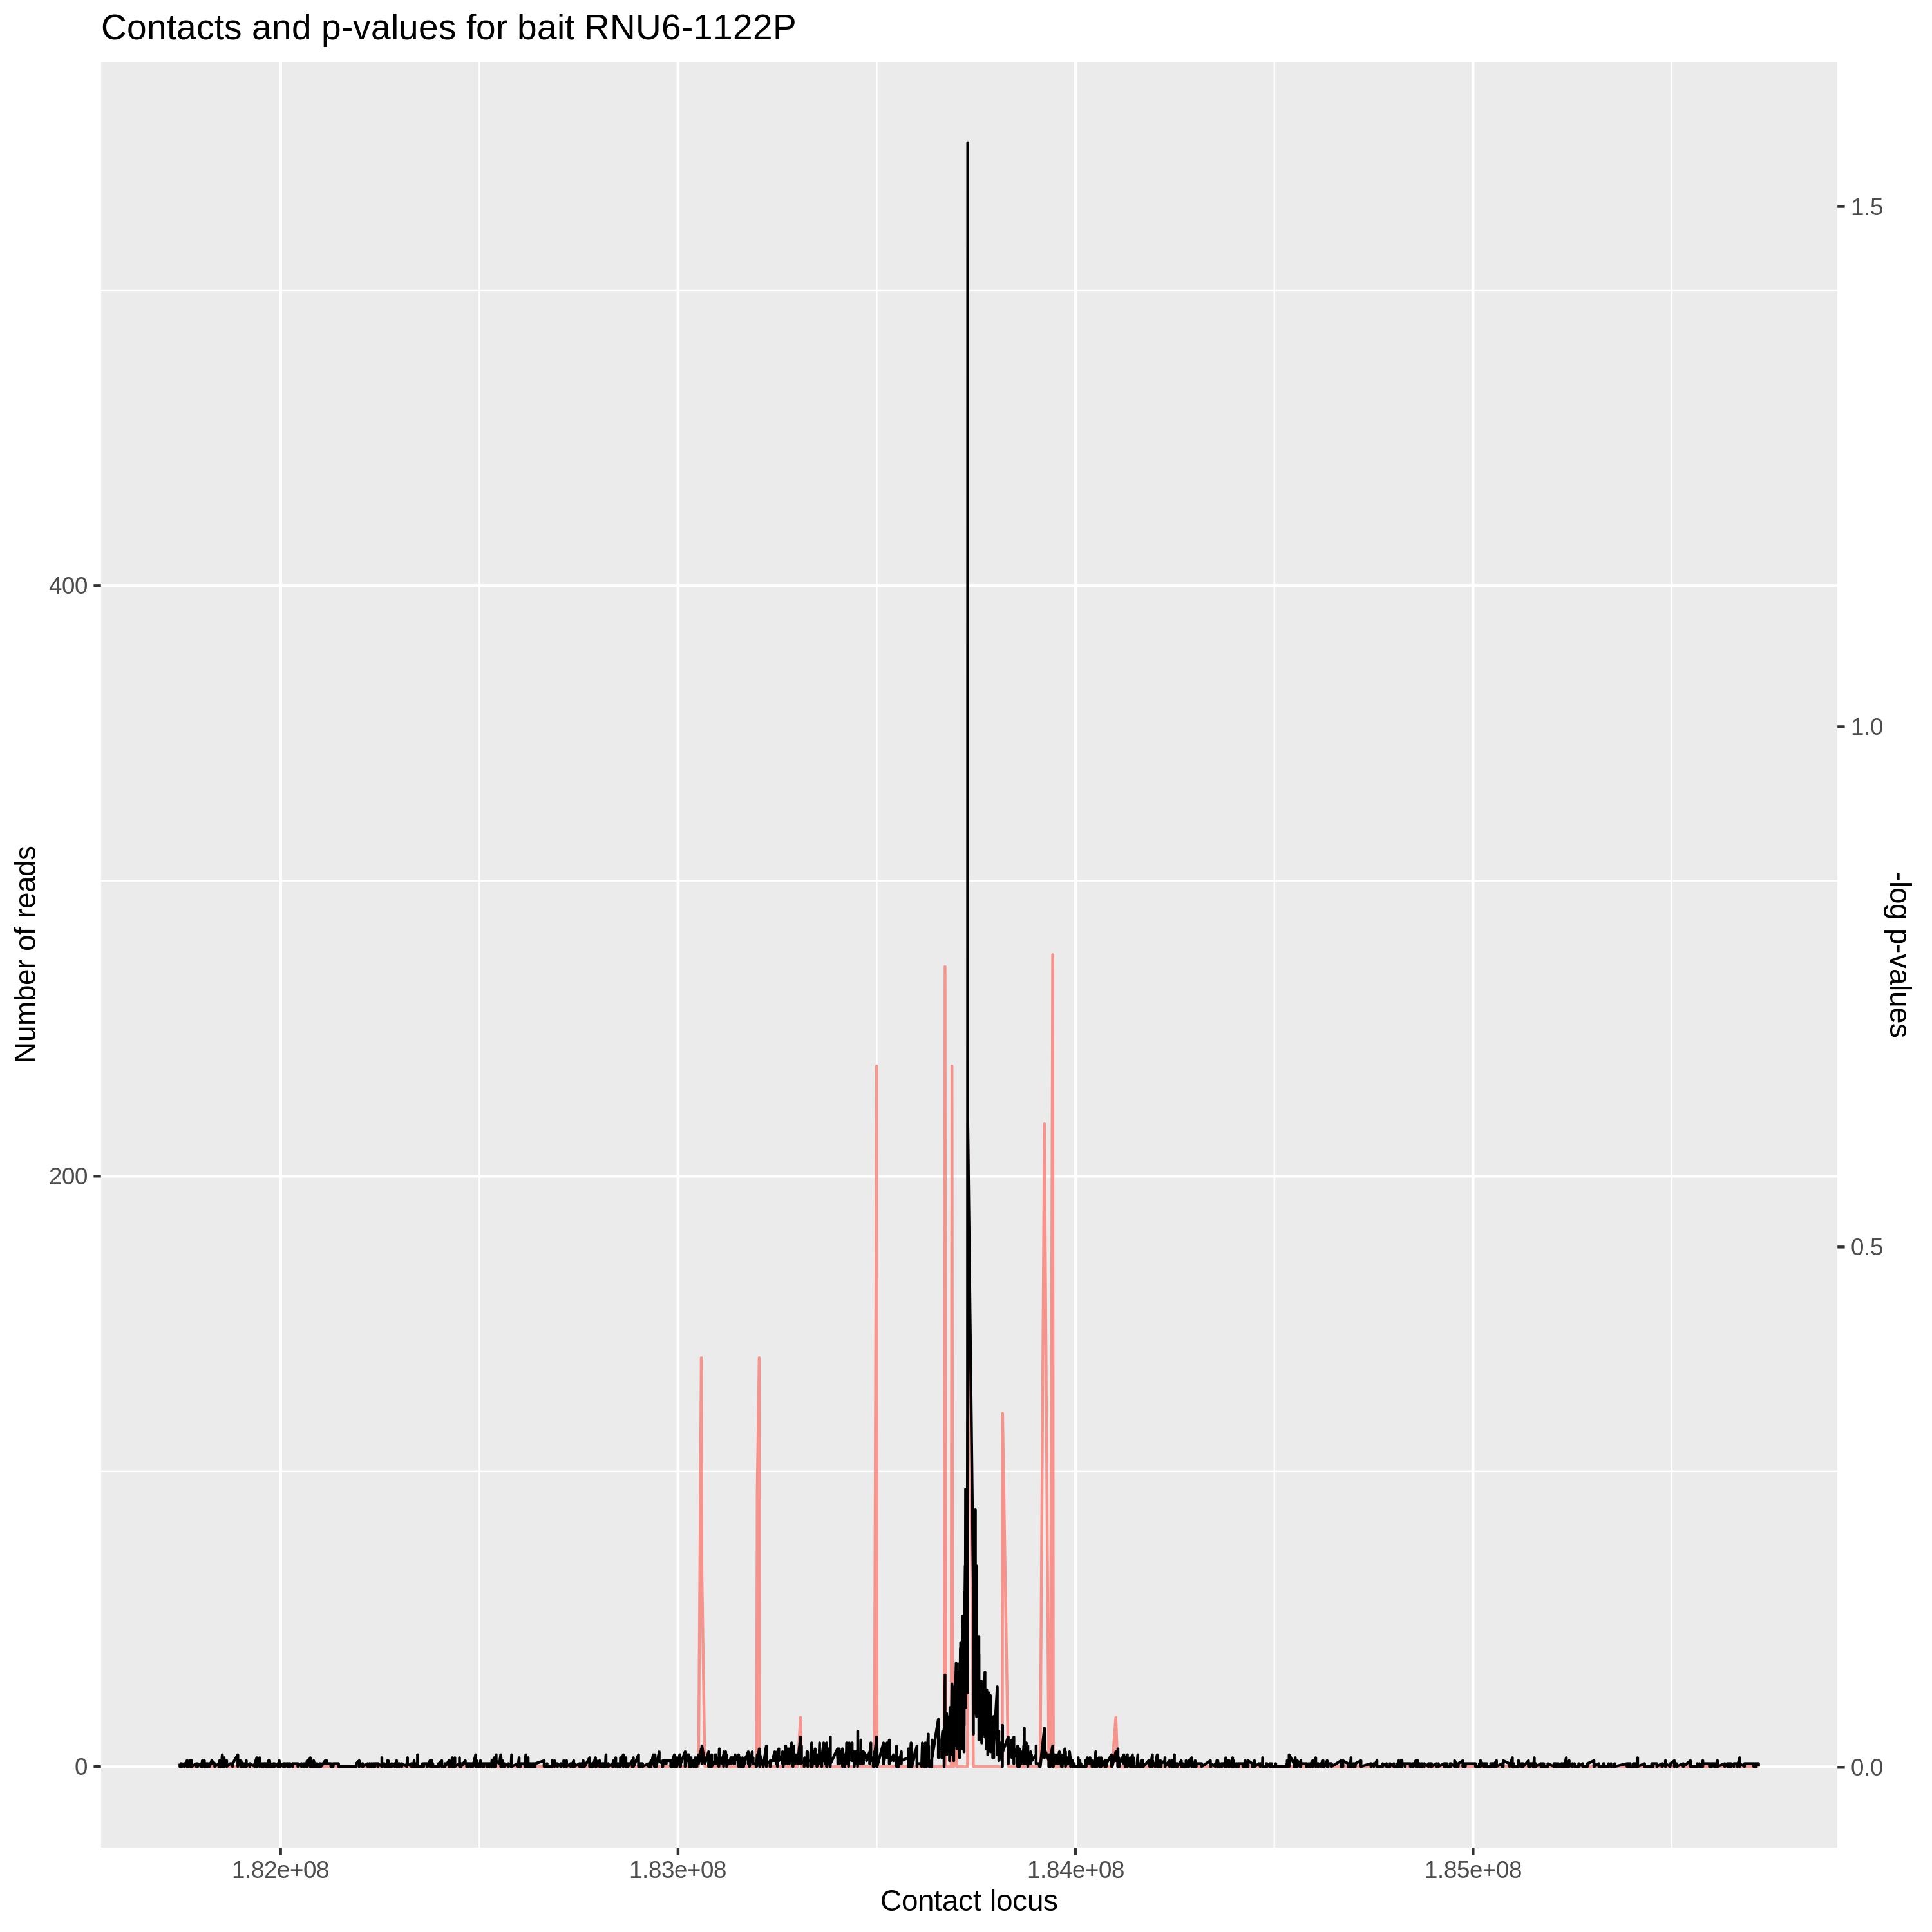 Contacts and p-values for bait RNU6-1122P
Number of reads
400
200
0
1.5
1.0
0.5
0.0
-log p-values
1.82e+08
1.83e+08
1.84e+08
1.85e+08
Contact locus